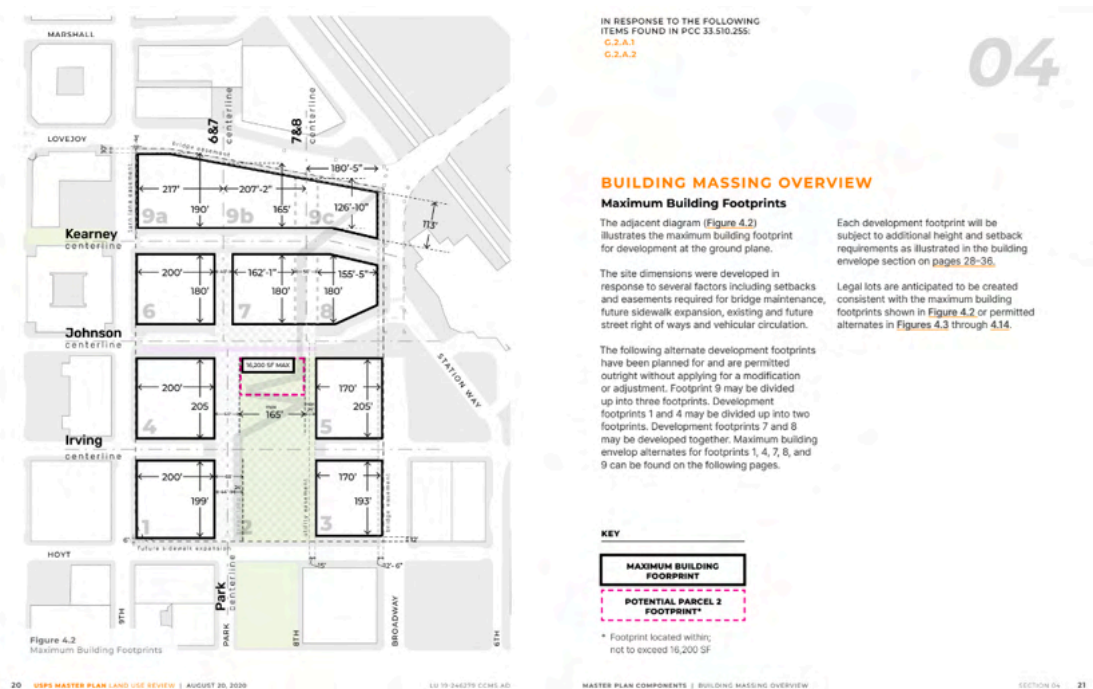 MARSHALL
LOVEJOY
6&7
centerline
7&8
centerline
10'
bridge easement
180'-5"
217'
207'-2"
190'
165'
126'-10"
113'
9a
9b
9c
Kearney
centerline
200'
162'-1"
155'-5"
180'
180'
180'
6
7
8
Johnson
centerline
16,200 SF MAX
200'
170'
165'
205
205'
4
5
STATION WAY
Irving
centerline
200'
170'
199'
193'
utility easement
bridge easement
1
2
3
6'
12'
future sidewalk expansion
HOYT
15'
12'-6"
Park
centerline
9TH
PARK
8TH
BROADWAY
6TH
Figure 4.2
Maximum Building Footprints
20 USPS MASTER PLAN LAND USE REVIEW | AUGUST 20, 2020
LU 19-246279 CCMS AD
IN RESPONSE TO THE FOLLOWING
ITEMS FOUND IN PCC 33.510.255:
G.2.A.1
G.2.A.2
04
BUILDING MASSING OVERVIEW
Maximum Building Footprints
The adjacent diagram (Figure 4.2)
illustrates the maximum building footprint
for development at the ground plane.
The site dimensions were developed in
response to several factors including setbacks
and easements required for bridge maintenance,
future sidewalk expansion, existing and future
street right of ways and vehicular circulation.
The following alternate development footprints
have been planned for and are permitted
outright without applying for a modification
or adjustment. Footprint 9 may be divided
up into three footprints. Development
footprints 1 and 4 may be divided up into two
footprints. Development footprints 7 and 8
may be developed together. Maximum building
envelop alternates for footprints 1, 4, 7, 8, and
9 can be found on the following pages.
Each development footprint will be
subject to additional height and setback
requirements as illustrated in the building
envelope section on pages 28–36.
Legal lots are anticipated to be created
consistent with the maximum building
footprints shown in Figure 4.2 or permitted
alternates in Figures 4.3 through 4.14.
KEY
MAXIMUM BUILDING
FOORPRINT
POTENTIAL PARCEL 2
FOOTPRINT*
* Footprint located within;
not to exceed 16,200 SF
MASTER PLAN COMPONENTS | BUILDING MASSING OVERVIEW
SECTION 04 | 21